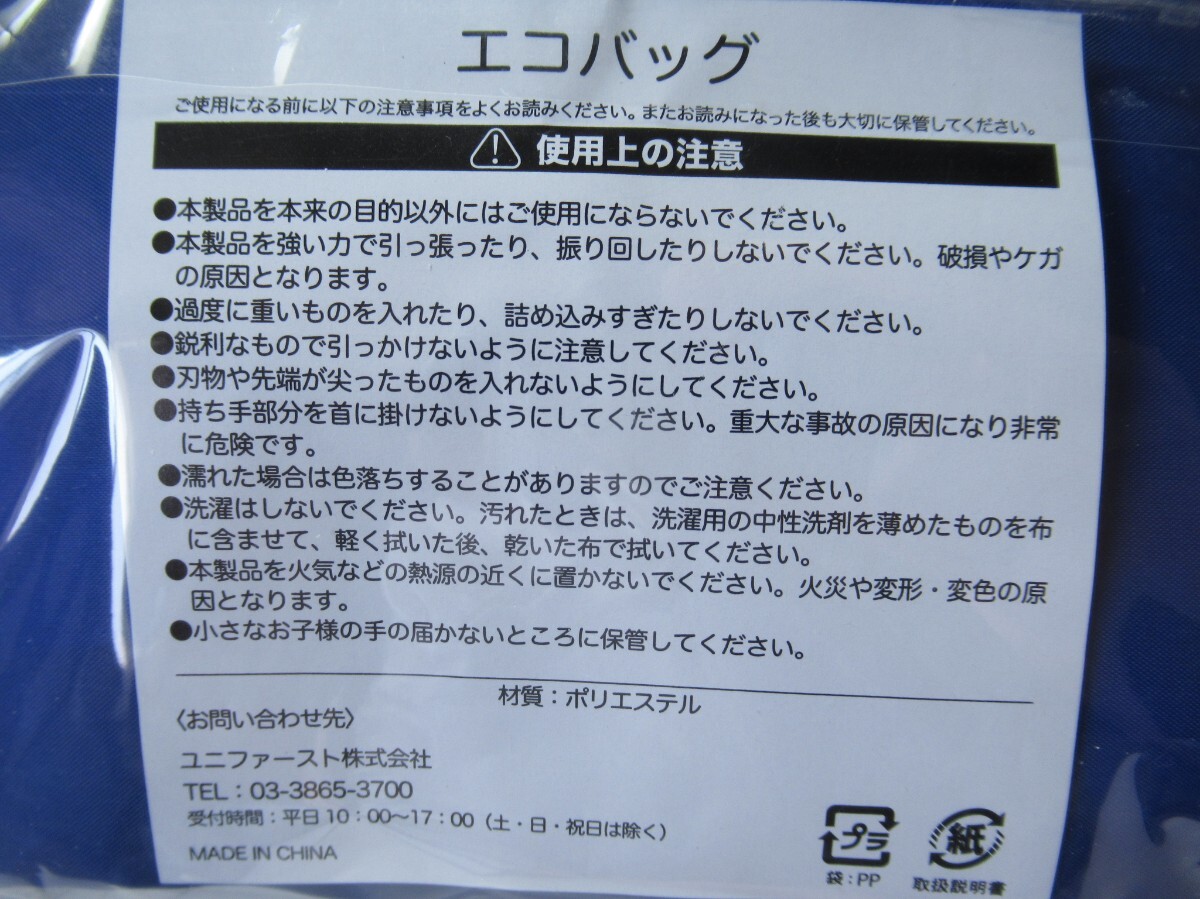 エコバッグ
ご使用になる前に以下の注意事項をよくお読みください。またお読みになった後も大切に保管してください。
使用上の注意
●本製品を本来の目的以外にはご使用にならないでください。
●本製品を強い力で引っ張ったり、振り回したりしないでください。破損やケガ
の原因となります。
●過度に重いものを入れたり、詰め込みすぎたりしないでください。
●鋭利なもので引っかけないように注意してください。
●刃物や先端が尖ったものを入れないようにしてください。
●持ち手部分を首に掛けないようにしてください。重大な事故の原因になり非常
に危険です。
●濡れた場合は色落ちすることがありますのでご注意ください。
●洗濯はしないでください。汚れたときは、洗濯用の中性洗剤を薄めたものを布
に含ませて、軽く拭いた後、乾いた布で拭いてください。
●本製品を火気などの熱源の近くに置かないでください。火災や変形・変色の原
因となります。
●小さなお子様の手の届かないところに保管してください。
材質：ポリエステル
〈お問い合わせ先〉
ユニファースト株式会社
TEL：03-3865-3700
受付時間：平日10：00～17：00（土・日・祝日は除く）
MADE IN CHINA
プラ
袋：PP
紙
取扱説明書